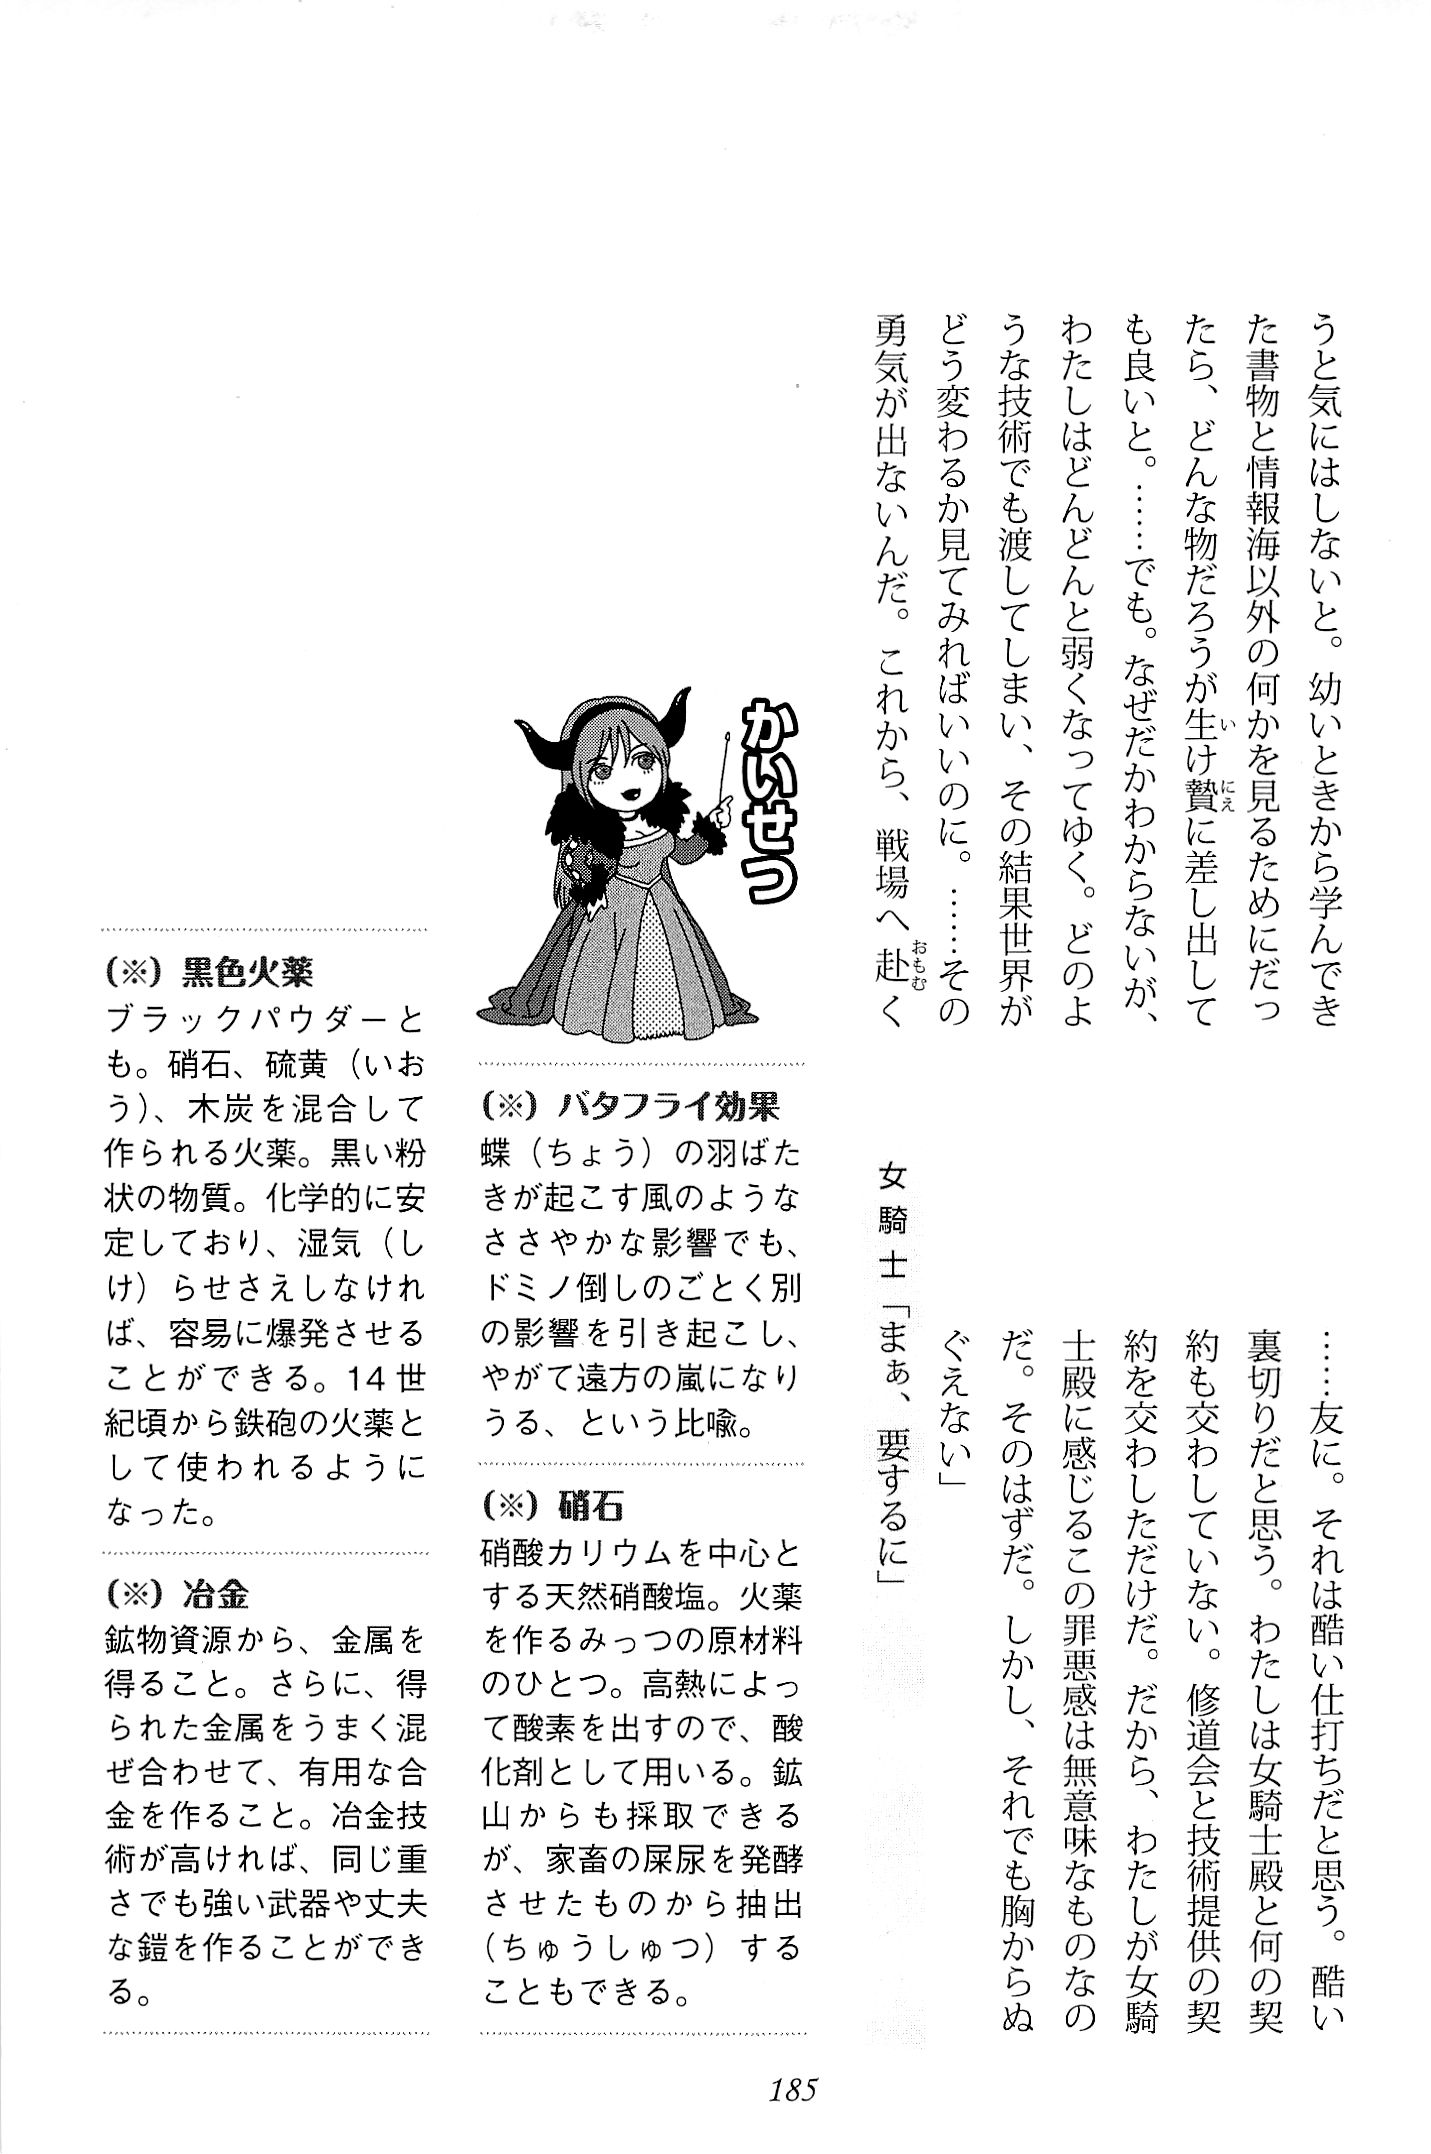 うと気にはしないと。幼いときから学んでき
た書物と情報海以外の何かを見るためにだっ
たら、どんな物だろうが生け贄に差し出して
も良いと。……でも。なぜだかわからないが、
わたしはどんどんと弱くなってゆく。どのよ
うな技術でも渡してしまい、その結果世界が
どう変わるか見てみればいいのに。……その
勇気が出ないんだ。これから、戦場へ赴く
……友に。それは酷い仕打ちだと思う。酷い
裏切りだと思う。わたしは女騎士殿と何の契
約も交わしていない。修道会と技術提供の契
約を交わしただけだ。だから、わたしが女騎
士殿に感じるこの罪悪感は無意味なものなの
だ。そのはずだ。しかし、それでも胸からぬ
ぐえない」
女騎士「まぁ、要するに」
かいせつ
(※) バタフライ効果
蝶（ちょう）の羽ばた
きが起こす風のような
ささやかな影響でも、
ドミノ倒しのごとく別
の影響を引き起こし、
やがて遠方の嵐になり
うる、という比喩。
(※) 硝石
硝酸カリウムを中心と
する天然硝酸塩。火薬
を作るみっつの原材料
のひとつ。高熱によっ
て酸素を出すので、酸
化剤として用いる。鉱
山からも採取できる
が、家畜の屎尿を発酵
させたものから抽出
（ちゅうしゅつ）する
こともできる。
(※) 黒色火薬
ブラックパウダーと
も。硝石、硫黄（いお
う）、木炭を混合して
作られる火薬。黒い粉
状の物質。化学的に安
定しており、湿気（し
け）らせさえしなけれ
ば、容易に爆発させる
ことができる。14世
紀頃から鉄砲の火薬と
して使われるように
なった。
(※) 冶金
鉱物資源から、金属を
得ること。さらに、得
られた金属をうまく混
ぜ合わせて、有用な合
金を作ること。冶金技
術が高ければ、同じ重
さでも強い武器や丈夫
な鎧を作ることができ
る。
185